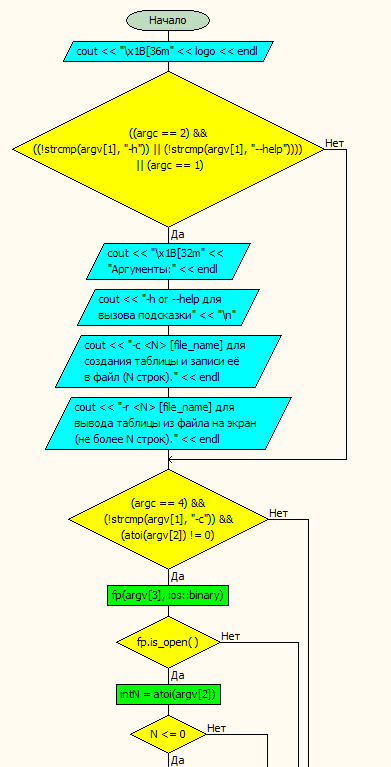 Начало
cout << "\x1B[36m" << logo << endl
((argc == 2) &&
((!strcmp(argv[1], "-h")) || (!strcmp(argv[1], "--help"))))
|| (argc == 1)
Нет
Да
cout << "\x1B[32m" <<
"Аргументы:" << endl
cout << "-h or --help для
вызова подсказки" << "\n"
cout << "-c <N> [file_name] для
создания таблицы и записи её
в файл (N строк)." << endl
cout << "-r <N> [file_name] для
вывода таблицы из файла на экран
(не более N строк)." << endl
(argc == 4) &&
(!strcmp(argv[1], "-c")) &&
(atoi(argv[2]) != 0)
Нет
Да
fp(argv[3], ios::binary)
fp.is_open( )
Нет
Да
intN = atoi(argv[2])
N <= 0
Нет
Да